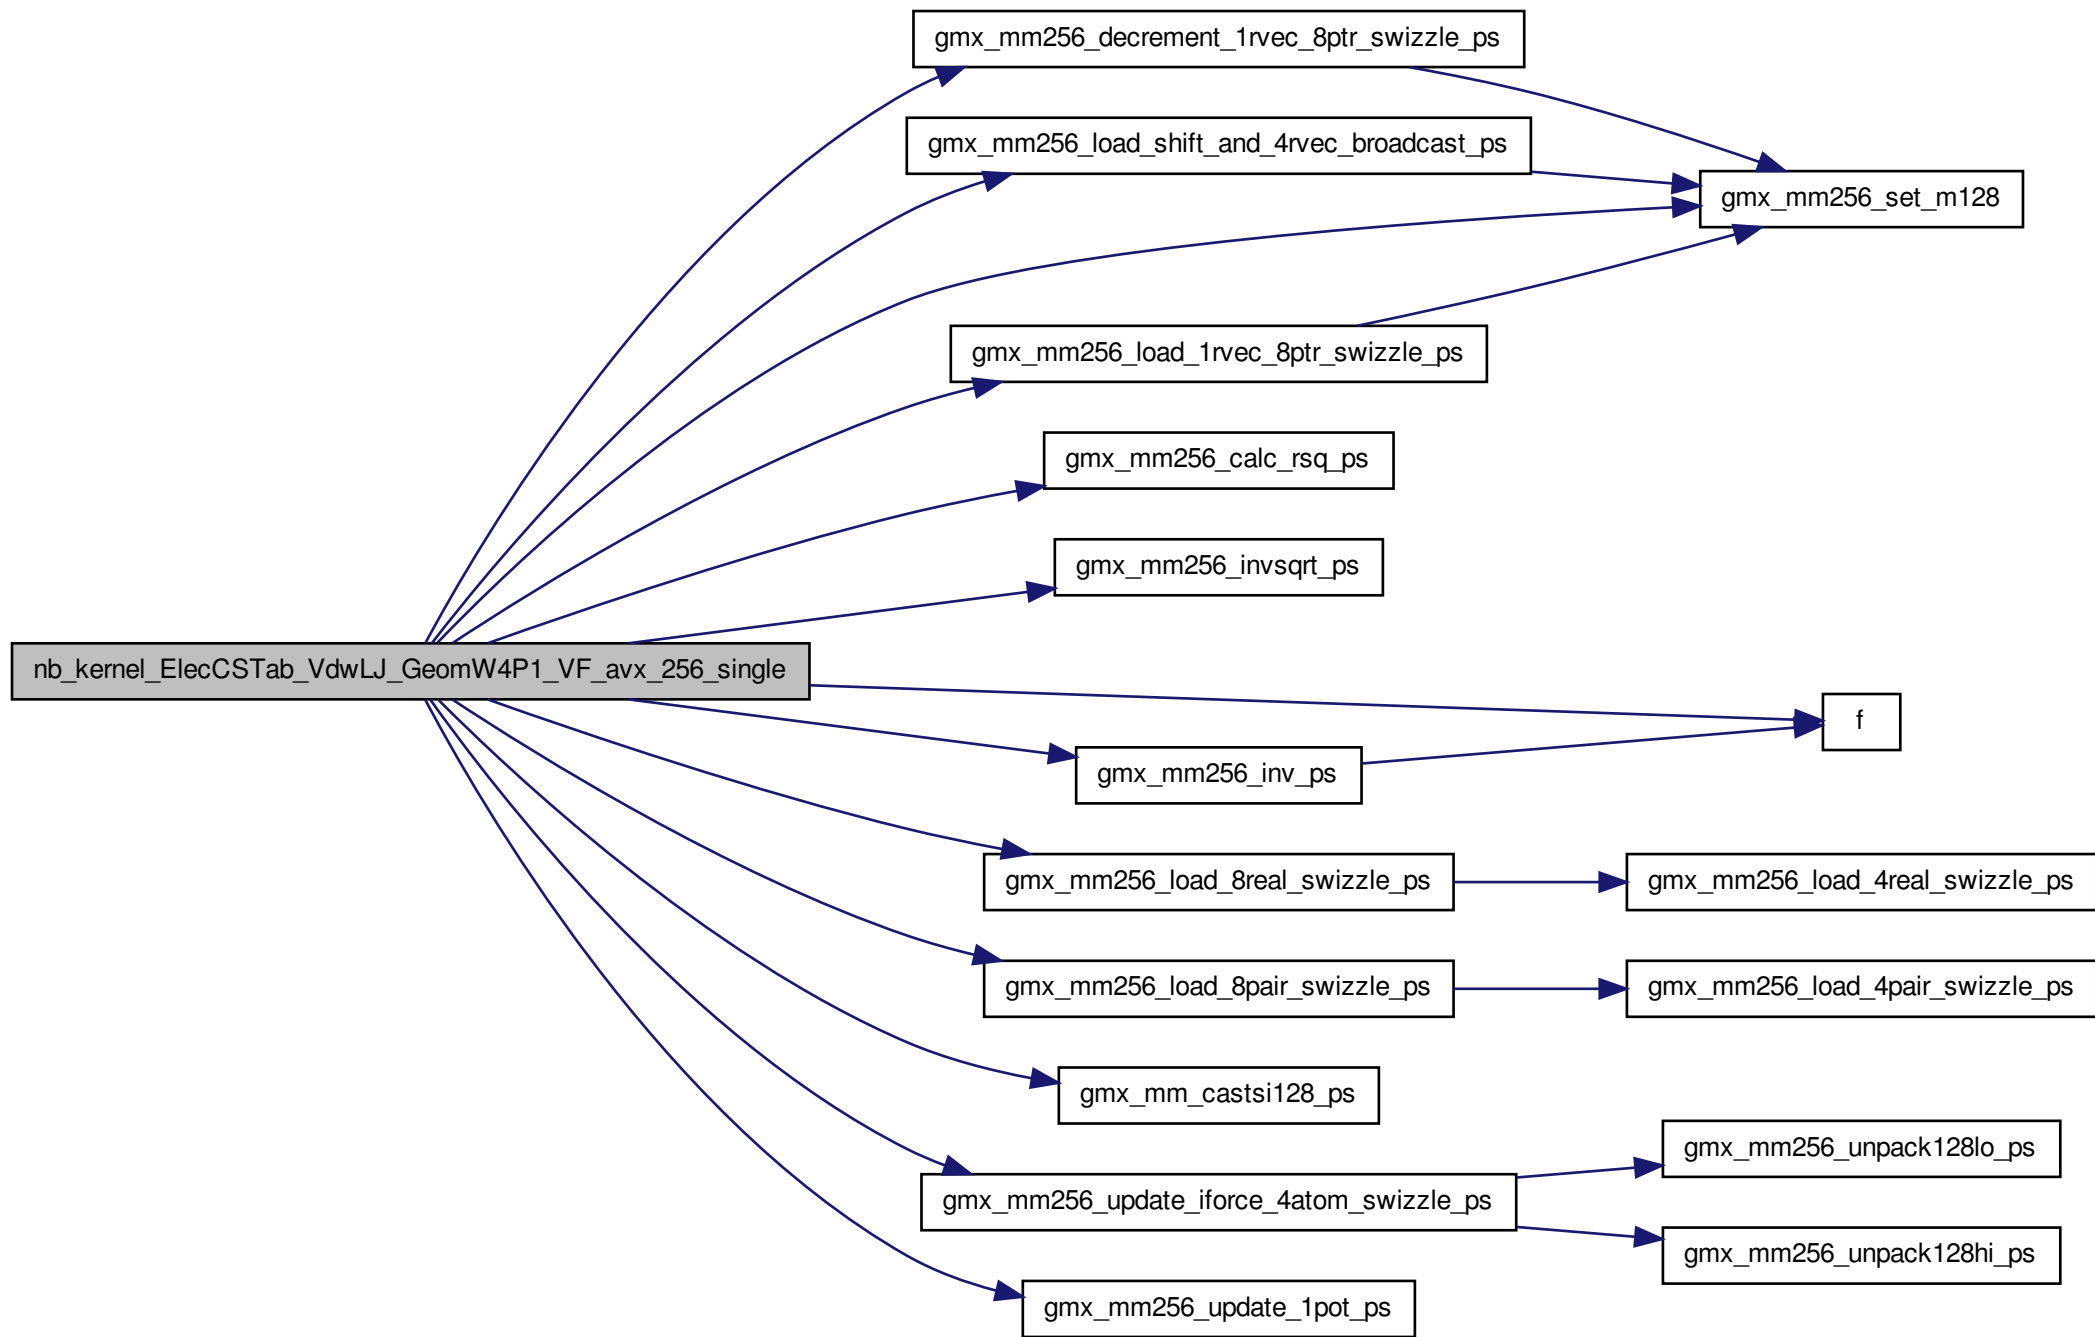 gmx_mm256_decrement_1rvec_8ptr_swizzle_ps
gmx_mm256_load_shift_and_4rvec_broadcast_ps
gmx_mm256_set_m128
gmx_mm256_load_1rvec_8ptr_swizzle_ps
gmx_mm256_calc_rsq_ps
gmx_mm256_invsqrt_ps
nb_kernel_ElecCSTab_VdwLJ_GeomW4P1_VF_avx_256_single
f
gmx_mm256_inv_ps
gmx_mm256_load_8real_swizzle_ps
gmx_mm256_load_4real_swizzle_ps
gmx_mm256_load_8pair_swizzle_ps
gmx_mm256_load_4pair_swizzle_ps
gmx_mm_castsi128_ps
gmx_mm256_unpack128lo_ps
gmx_mm256_update_iforce_4atom_swizzle_ps
gmx_mm256_unpack128hi_ps
gmx_mm256_update_1pot_ps